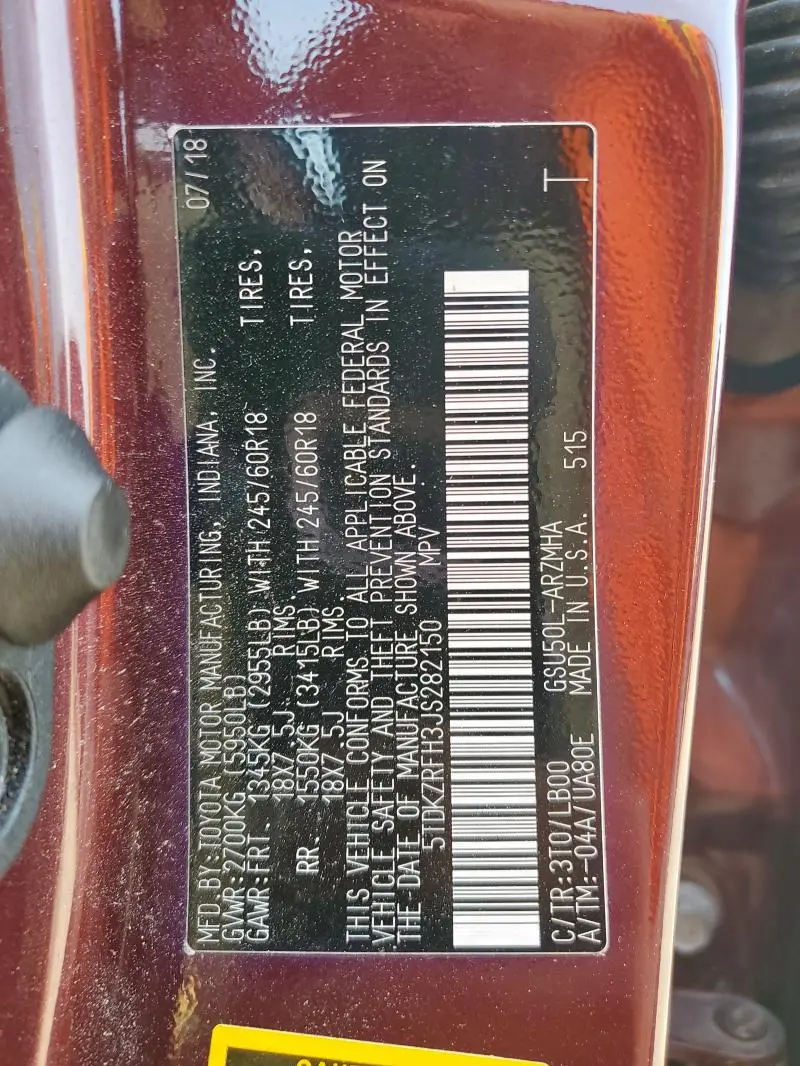 MFD.BY:TOYOTA MOTOR MANUFACTURING, INDIANA, INC. 07/18
GVWR:2700KG (5950LB)
GAWR:FRT. 1345KG (2955LB) WITH 245/60R18 TIRES,
18X7.5J RIMS,
RR 1550KG (3415LB) WITH 245/60R18 TIRES,
18X7.5J RIMS
THIS VEHICLE CONFORMS TO ALL APPLICABLE FEDERAL MOTOR
VEHICLE SAFETY AND THEFT PREVENTION STANDARDS IN EFFECT ON
THE DATE OF MANUFACTURE SHOWN ABOVE.
5TDKZRFH3JS282150 MPV
C/TR:3T0/LB00 GSU50L-ARZMHA T
A/TM:-04A/UA80E MADE IN U.S.A. 515